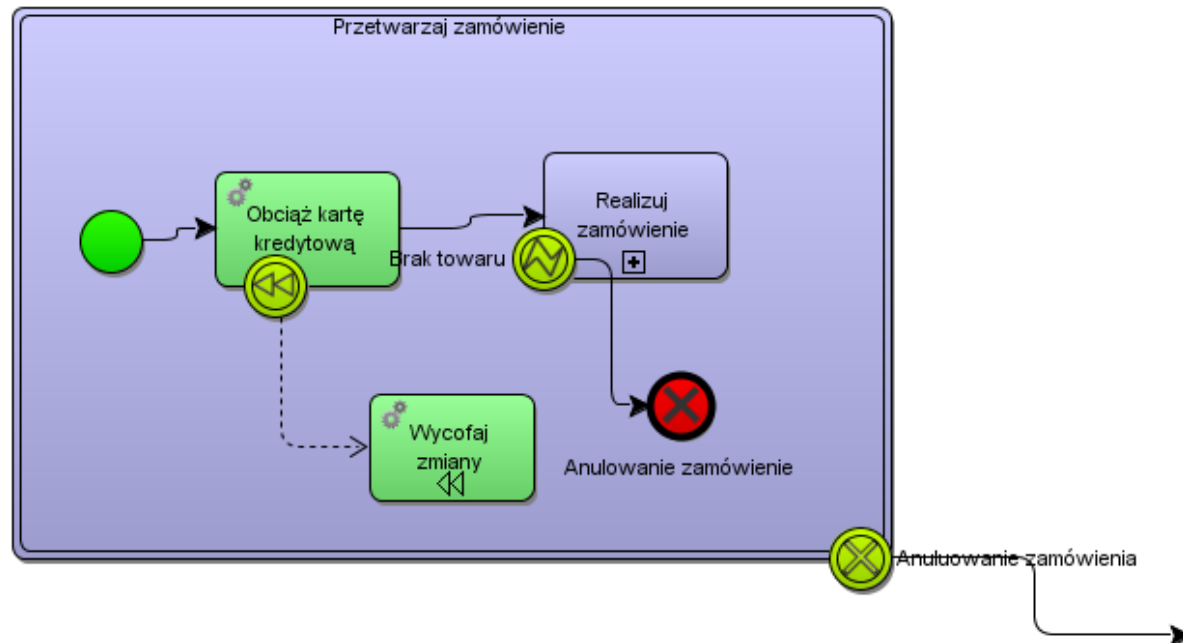 Przetwarzaj zamówienie
Obciąż kartę
kredytową
Realizuj
zamówienie
Brak towaru
Wycofaj
zmiany
Anulowanie zamówienie
Anuluowanie zamówienia